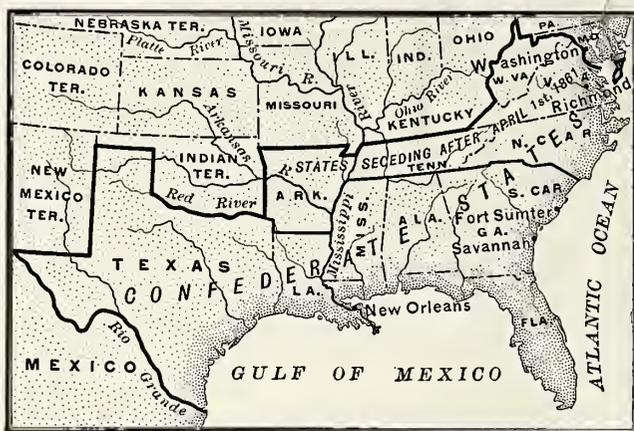 NEBRASKA TER.
IOWA
OHIO
PA.
MD.
Platte River
Missouri R.
ILL.
IND.
Washington
COLORADO
TER.
KANSAS
MISSOURI
River
Ohio River
W. VA.
VA.
Richmond
KENTUCKY
Arkansas R.
STATES SECEDING AFTER APRIL 1st 1861
INDIAN
TER.
TENN.
N. CAR.
NEW
MEXICO
TER.
ARK.
Red River
Mississippi
MISS.
ALA.
S. CAR.
Fort Sumter
GA.
Savannah
TEXAS
CONFEDERATE STATES
LA.
New Orleans
FLA.
Rio Grande
MEXICO
GULF OF MEXICO
ATLANTIC OCEAN